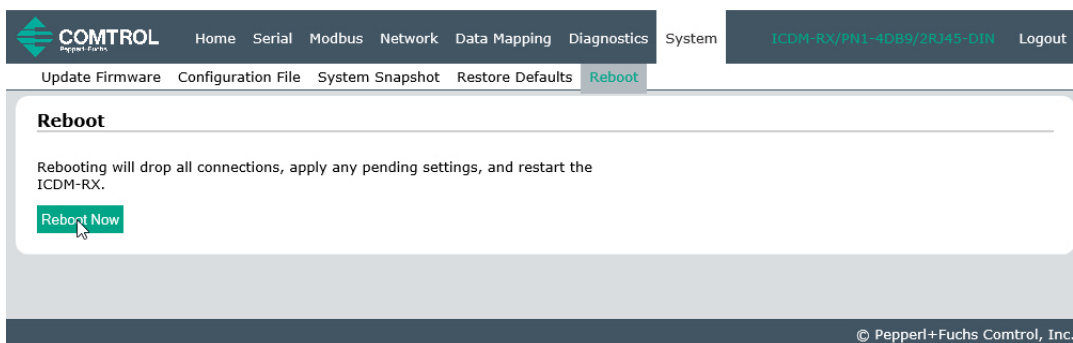 COMTROL
Pepperl-Fuchs
Home Serial Modbus Network Data Mapping Diagnostics System ICDM-RX/PN1-4DB9/2RJ45-DIN Logout
Update Firmware Configuration File System Snapshot Restore Defaults Reboot
Reboot
Rebooting will drop all connections, apply any pending settings, and restart the
ICDM-RX.
Reboot Now
© Pepperl+Fuchs Comtrol, Inc.